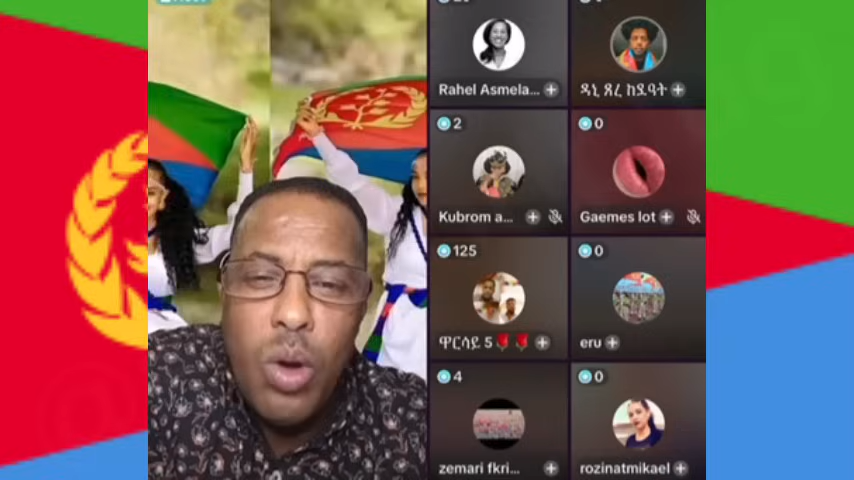 Rahel Asmela...
ዳኒ ጸረ ከዴዓት
2
0
Kubrom a...
Gaemes lot
125
0
ዋርሳይ 5🌹🌹
eru
4
0
zemari fkri...
rozinatmikael